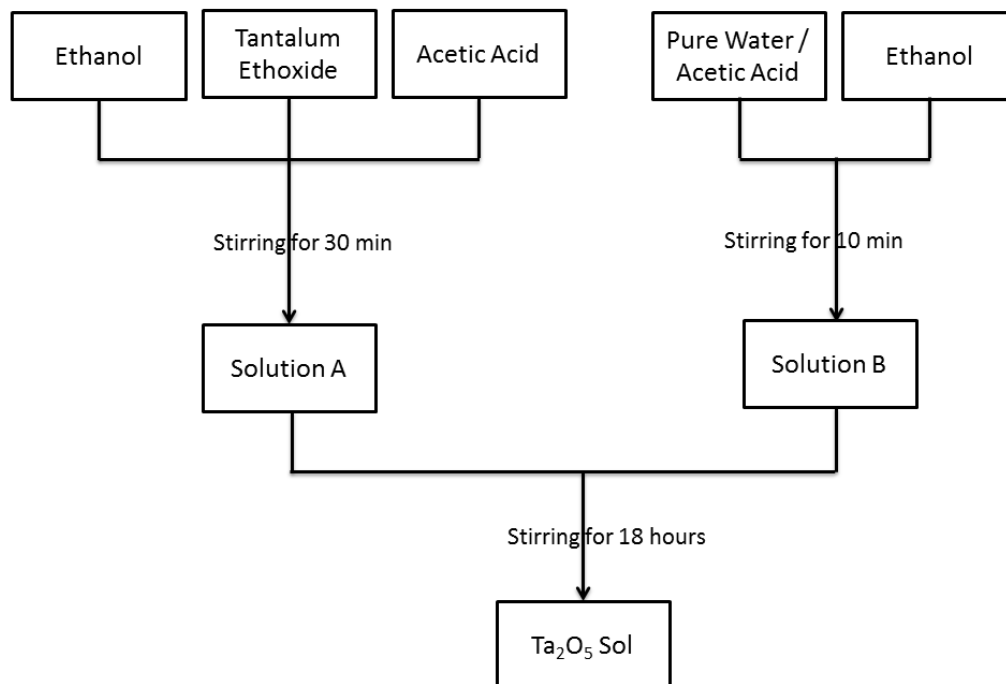 Ethanol
Tantalum
Ethoxide
Acetic Acid
Pure Water /
Acetic Acid
Ethanol
Stirring for 30 min
Stirring for 10 min
Solution A
Solution B
Stirring for 18 hours
Ta₂O₅ Sol